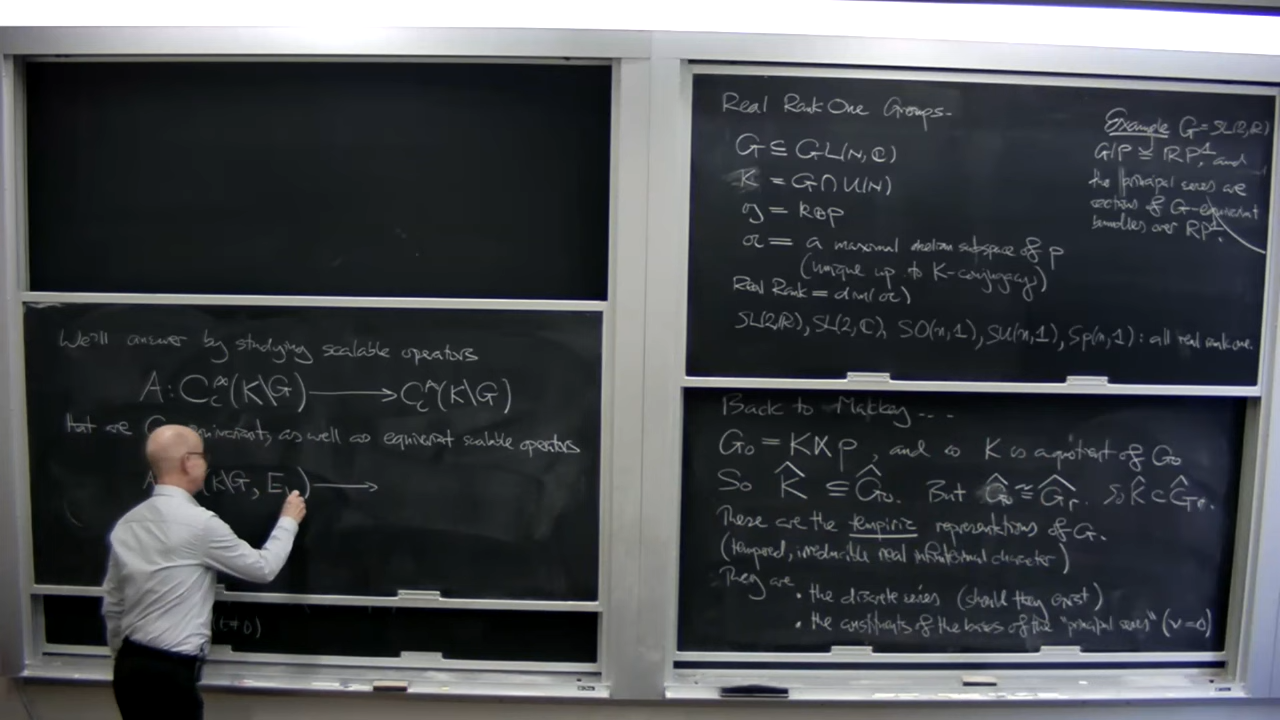 We'll answer by studying scalable operators
A: C_c^∞(K\G) ⟶ C_c^∞(K\G)
that are equivariant, as well as equivariant scalable operators
(K\G, E ) ⟶
(t≠0)
Real Rank One Groups-
G ⊆ GL(N,ℂ)
K = G∩U(N)
𝔤 = k⊕p
𝔞 = a maximal abelian subspace of p
(unique up to K-conjugacy)
Real Rank = dim(𝔞)
SL(2,ℝ), SL(2,ℂ), SO(n,1), SU(n,1), Sp(n,1): all real rank one.
Example G=SL(2,ℝ)
G/P ≅ RP¹, and
the principal series are
sections of G-equivariant
bundles over RP¹.
Back to Mackey...
G₀ = K⋉p, and so K is a quotient of G₀
So K̂ ⊆ Ĝ₀. But Ĝ₀ ≅ Ĝᵣ. So K̂ ⊂ Ĝᵣ.
These are the tempiric representations of G.
(tempered, irreducible real infinitesimal character)
They are
• the discrete series (should they exist)
• the constituents of the bases of the "principal series" (ν=0)